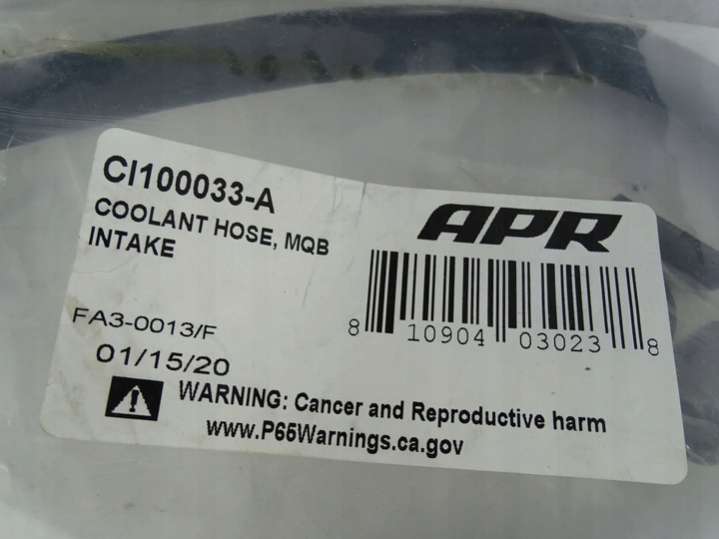 CI100033-A
COOLANT HOSE, MQB
INTAKE
APR
8 10904 03023 8
FA3-0013/F
01/15/20
WARNING: Cancer and Reproductive harm
www.P65Warnings.ca.gov